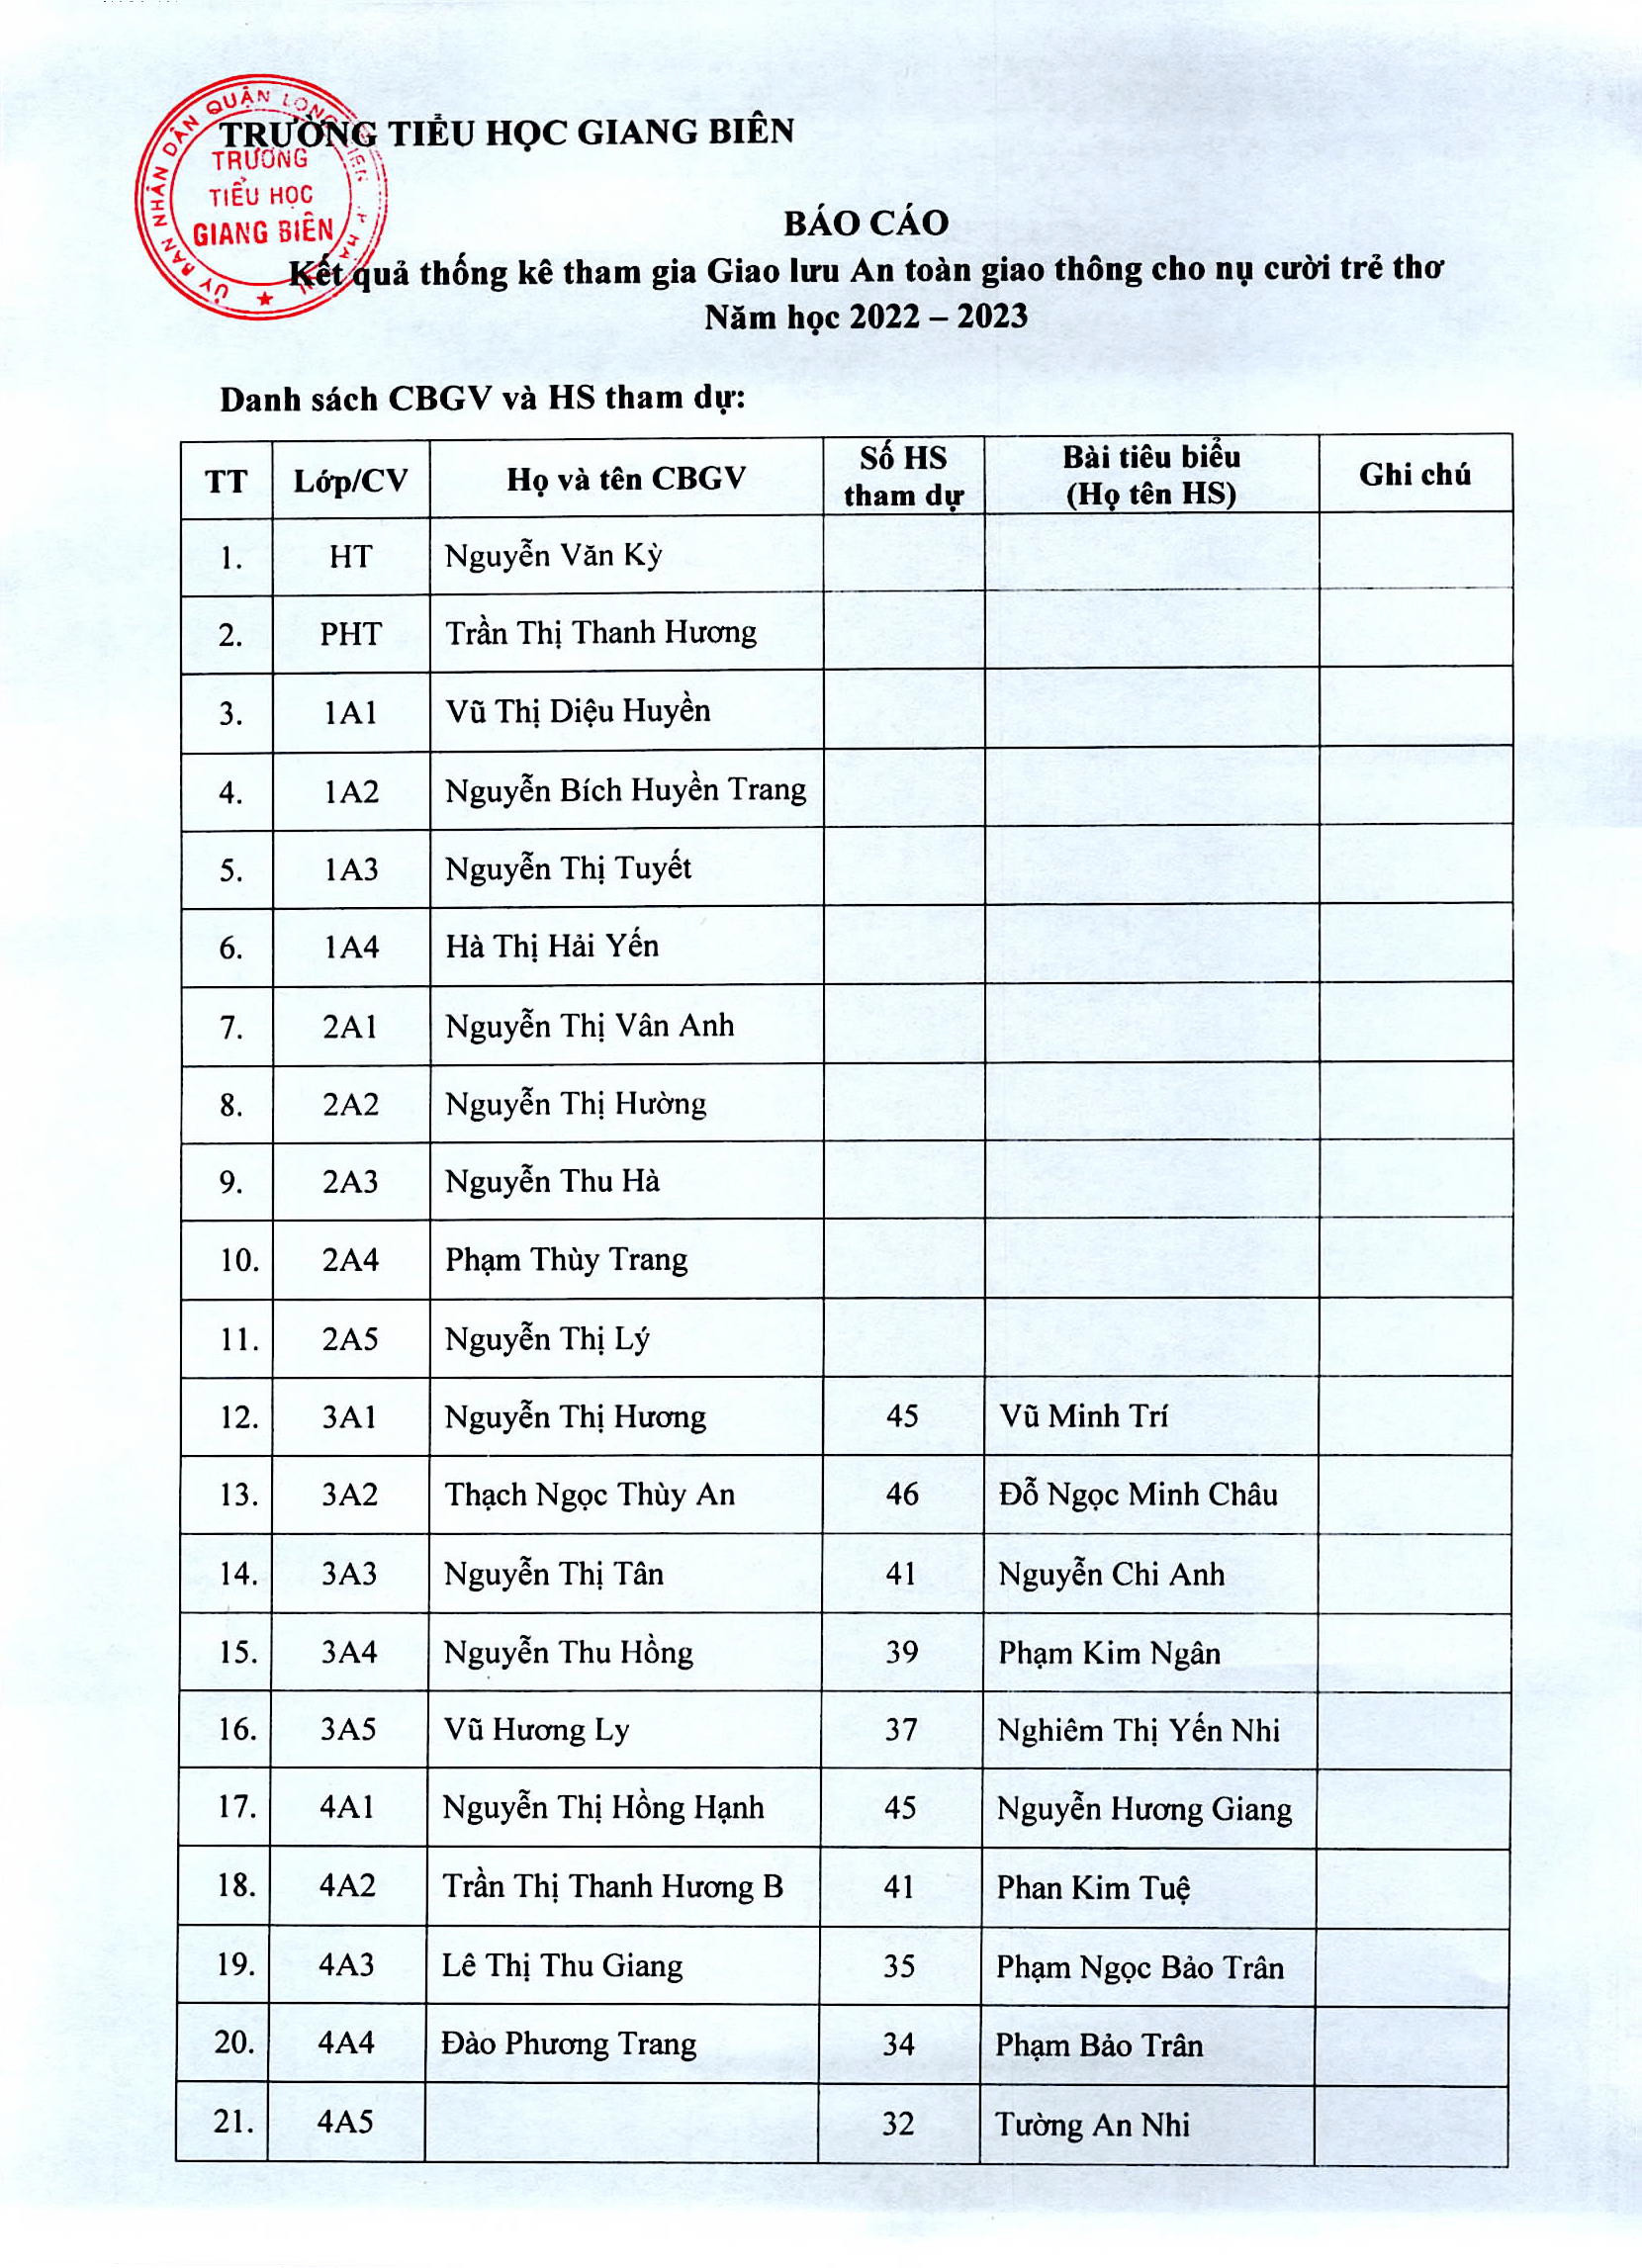 TRƯỜNG TIỂU HỌC GIANG BIÊN
ỦY BAN NHÂN DÂN QUẬN LONG
TRƯỜNG
TIỂU HỌC
GIANG BIÊN
BÁO CÁO
Kết quả thống kê tham gia Giao lưu An toàn giao thông cho nụ cười trẻ thơ
Năm học 2022 – 2023
Danh sách CBGV và HS tham dự:
TT Lớp/CV Họ và tên CBGV Số HS tham dự Bài tiêu biểu (Họ tên HS) Ghi chú
1. HT Nguyễn Văn Kỳ
2. PHT Trần Thị Thanh Hương
3. 1A1 Vũ Thị Diệu Huyền
4. 1A2 Nguyễn Bích Huyền Trang
5. 1A3 Nguyễn Thị Tuyết
6. 1A4 Hà Thị Hải Yến
7. 2A1 Nguyễn Thị Vân Anh
8. 2A2 Nguyễn Thị Hường
9. 2A3 Nguyễn Thu Hà
10. 2A4 Phạm Thùy Trang
11. 2A5 Nguyễn Thị Lý
12. 3A1 Nguyễn Thị Hương 45 Vũ Minh Trí
13. 3A2 Thạch Ngọc Thùy An 46 Đỗ Ngọc Minh Châu
14. 3A3 Nguyễn Thị Tân 41 Nguyễn Chi Anh
15. 3A4 Nguyễn Thu Hồng 39 Phạm Kim Ngân
16. 3A5 Vũ Hương Ly 37 Nghiêm Thị Yến Nhi
17. 4A1 Nguyễn Thị Hồng Hạnh 45 Nguyễn Hương Giang
18. 4A2 Trần Thị Thanh Hương B 41 Phan Kim Tuệ
19. 4A3 Lê Thị Thu Giang 35 Phạm Ngọc Bảo Trân
20. 4A4 Đào Phương Trang 34 Phạm Bảo Trân
21. 4A5 32 Tường An Nhi